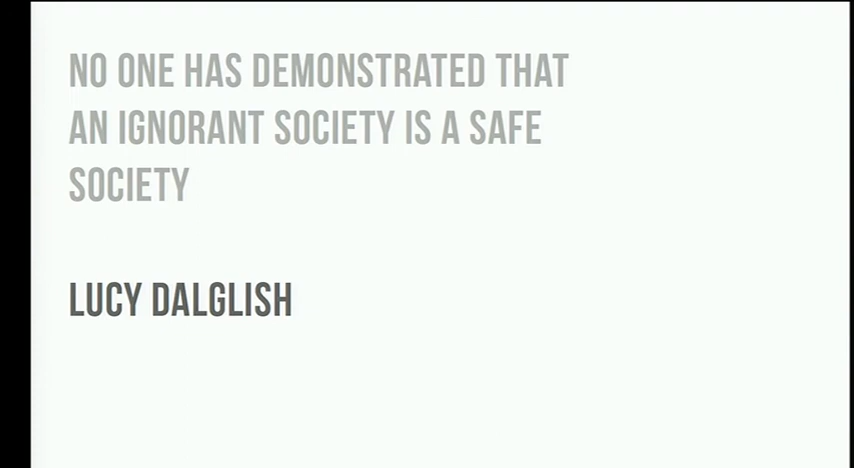 NO ONE HAS DEMONSTRATED THAT
AN IGNORANT SOCIETY IS A SAFE
SOCIETY
LUCY DALGLISH